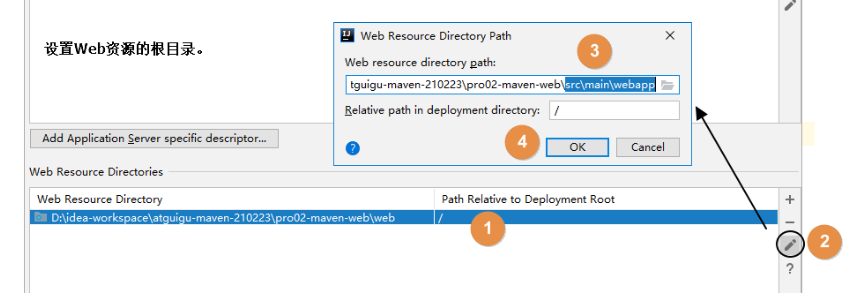 设置Web资源的根目录。
Web Resource Directory Path
3
Web resource directory path:
tguigu-maven-210223\pro02-maven-web\src\main\webapp
Relative path in deployment directory: /
4
?
OK
Cancel
Add Application Server specific descriptor...
Web Resource Directories
Web Resource Directory
Path Relative to Deployment Root
+
D:\idea-workspace\atguigu-maven-210223\pro02-maven-web\web
/
1
−
2
?